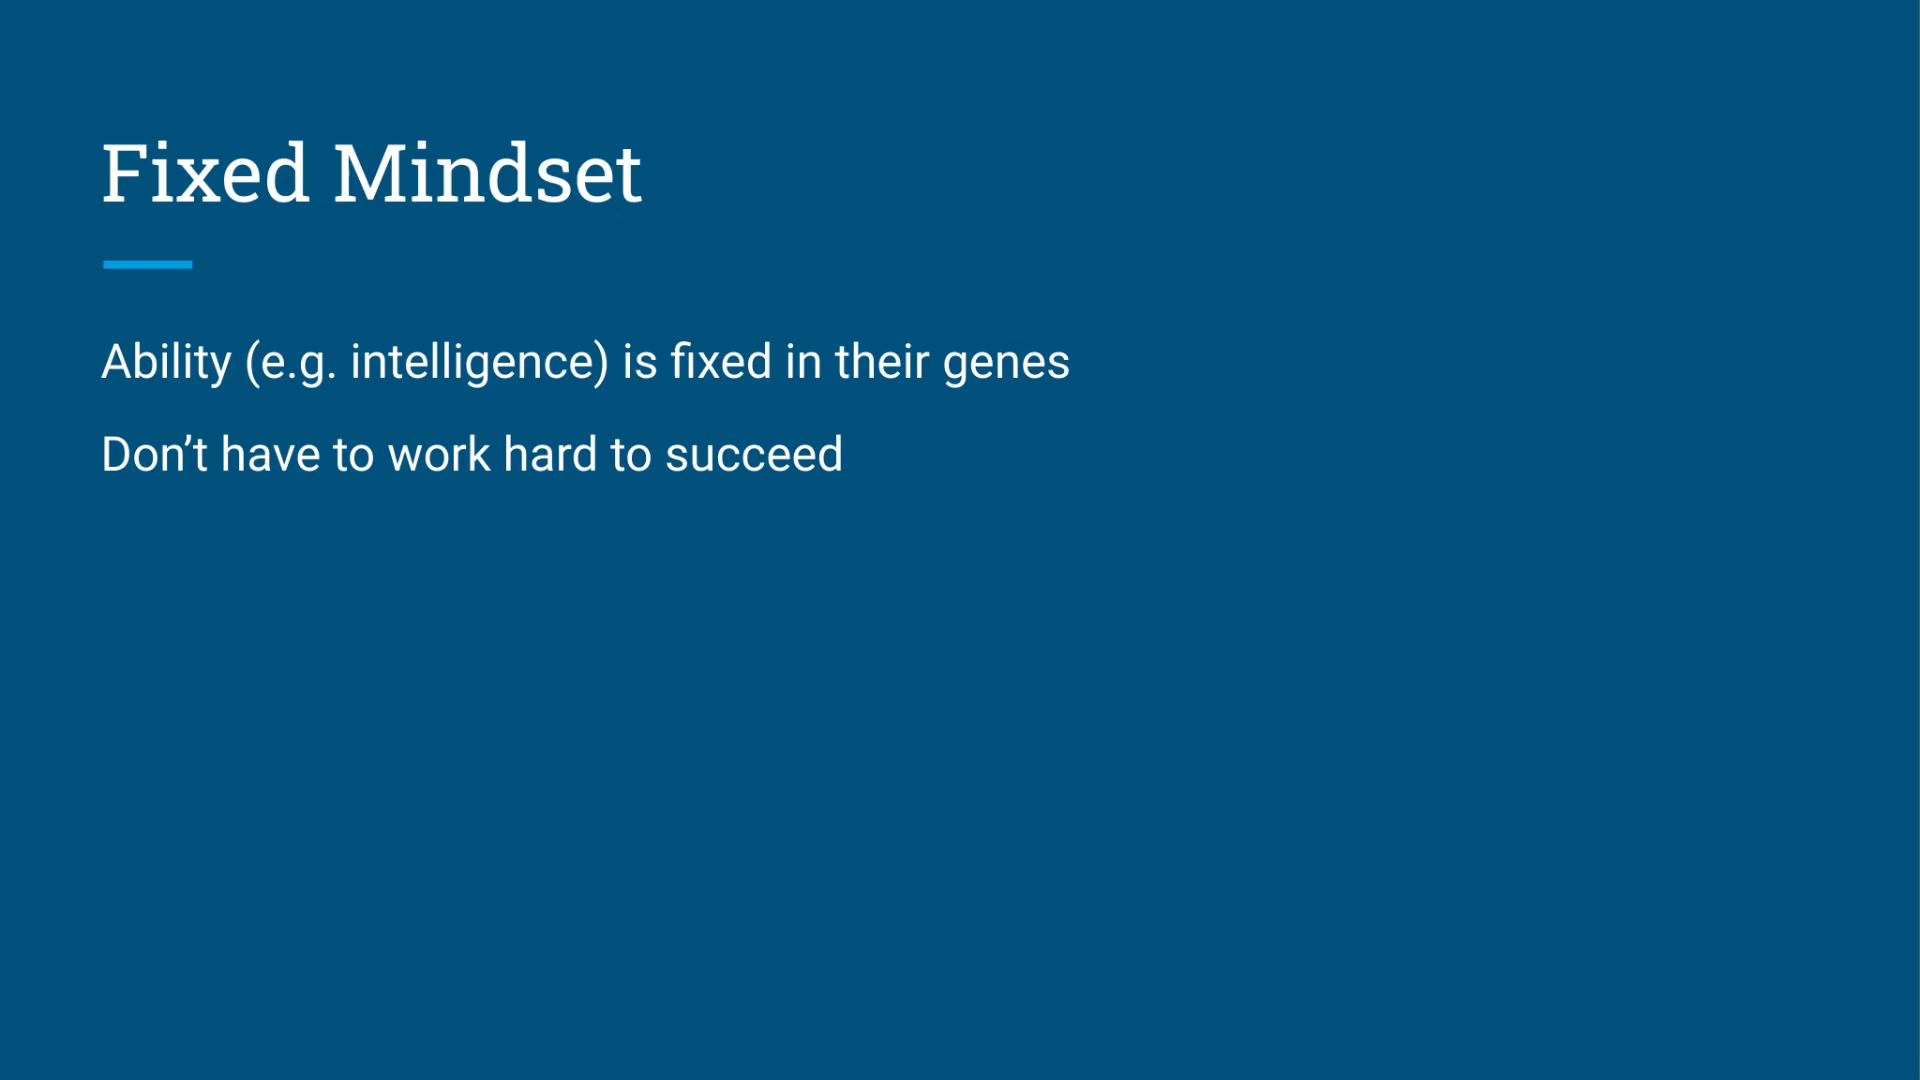 Fixed Mindset
Ability (e.g. intelligence) is fixed in their genes
Don’t have to work hard to succeed